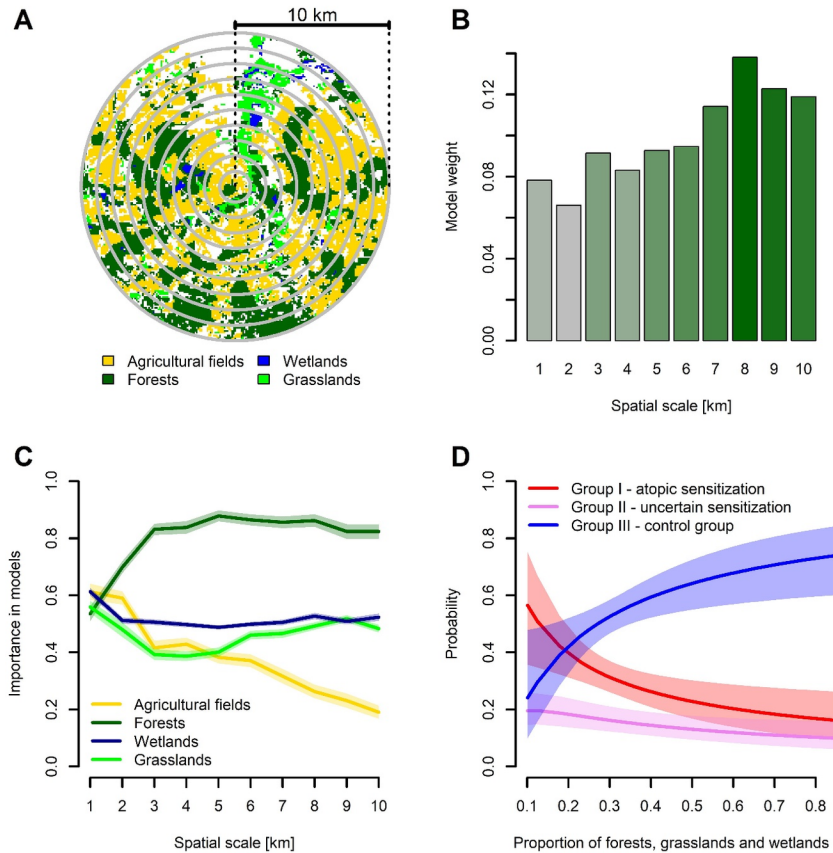 A
10 km
Agricultural fields
Wetlands
Forests
Grasslands
B
Model weight
0.00 0.04 0.08 0.12
1 2 3 4 5 6 7 8 9 10
Spatial scale [km]
C
Importance in models
0.0 0.2 0.4 0.6 0.8 1.0
Agricultural fields
Forests
Wetlands
Grasslands
1 2 3 4 5 6 7 8 9 10
Spatial scale [km]
D
Group I - atopic sensitization
Group II - uncertain sensitization
Group III - control group
Probability
0.0 0.2 0.4 0.6 0.8 1.0
0.1 0.2 0.3 0.4 0.5 0.6 0.7 0.8
Proportion of forests, grasslands and wetlands